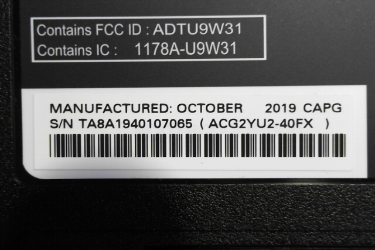 Contains FCC ID : ADTU9W31
Contains IC : 1178A-U9W31
MANUFACTURED: OCTOBER 2019 CAPG
S/N TA8A1940107065 ( ACG2YU2-40FX )